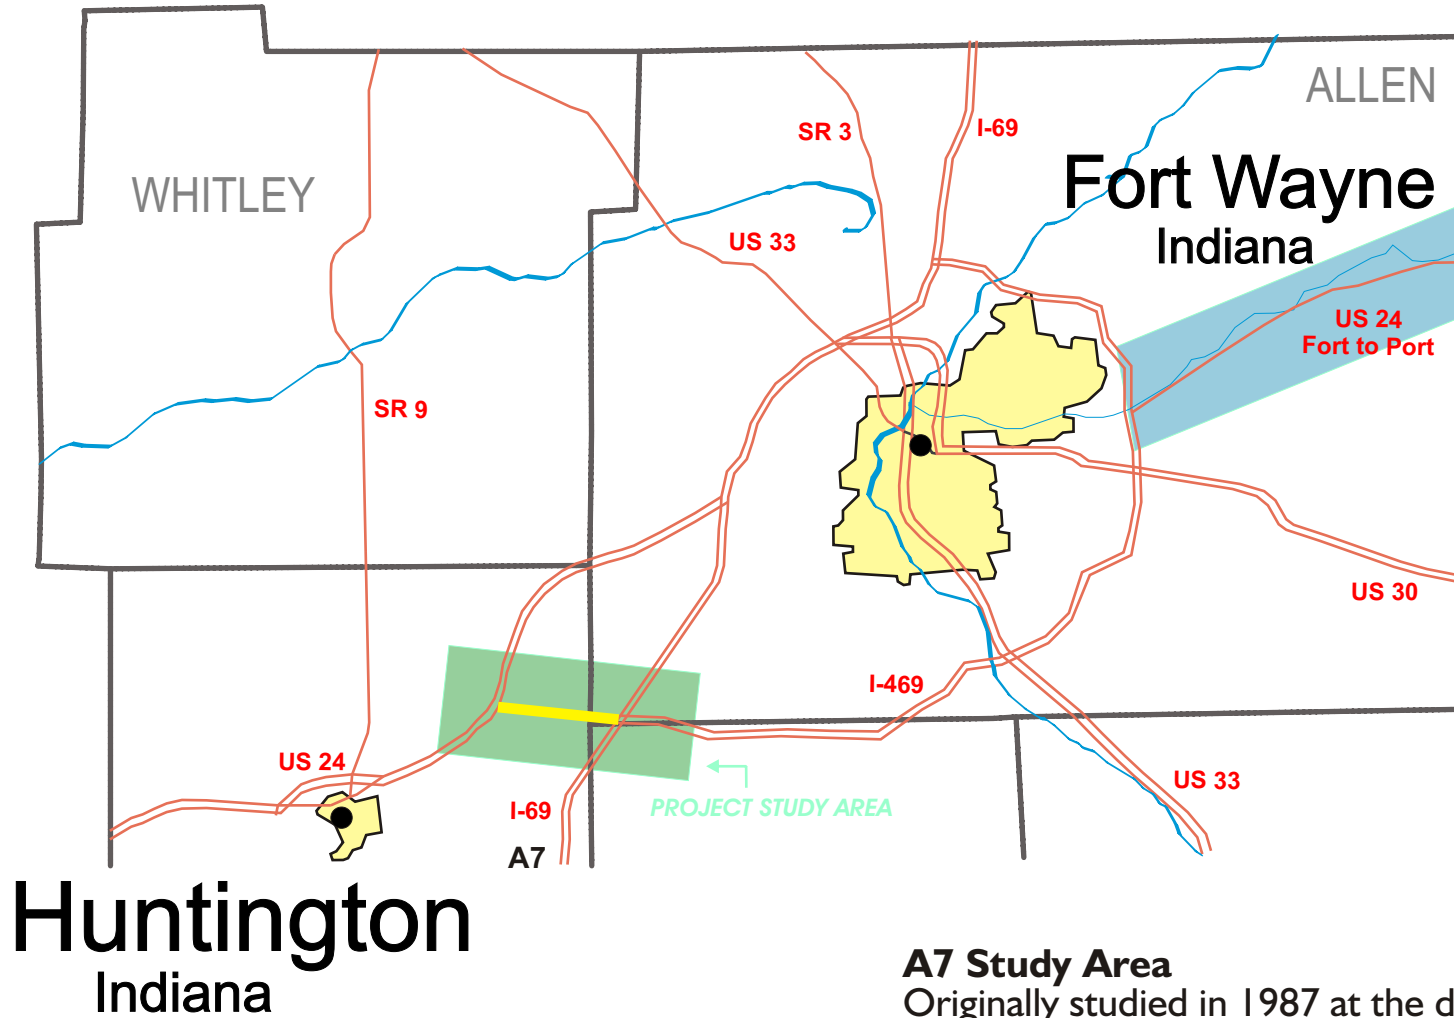 ALLEN
SR 3
I-69
Fort Wayne
Indiana
WHITLEY
US 33
US 24
Fort to Port
SR 9
US 30
I-469
US 24
US 33
I-69
PROJECT STUDY AREA
A7
Huntington
Indiana
A7 Study Area
Originally studied in 1987 at the d